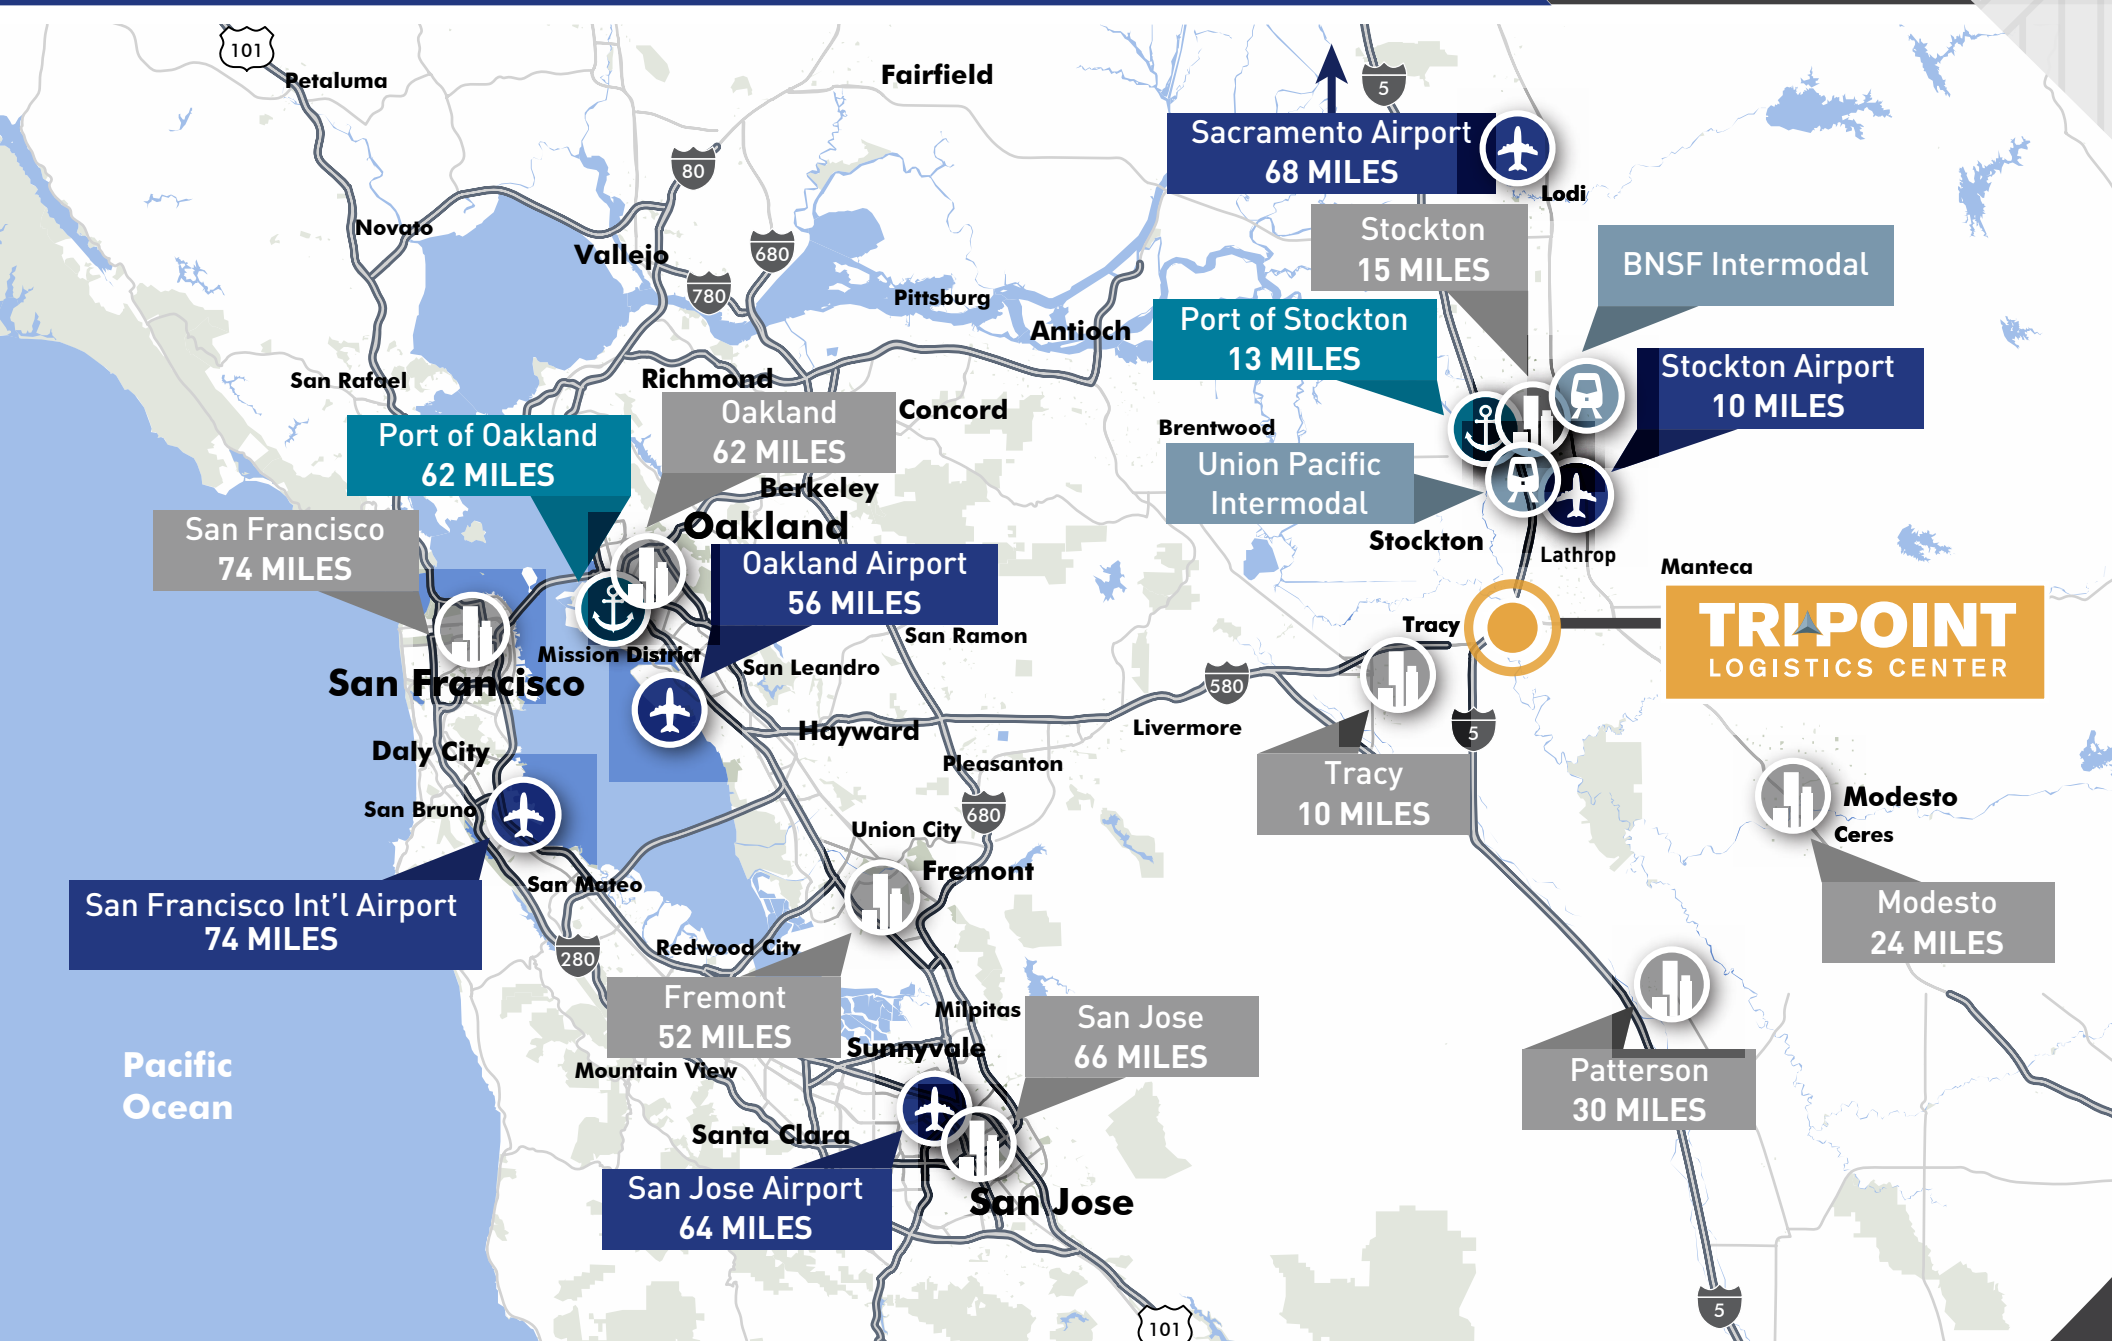 101
Petaluma
Fairfield
5
Sacramento Airport
68 MILES
80
Lodi
Novato
Stockton
15 MILES
Vallejo
680
BNSF Intermodal
780
Pittsburg
Antioch
Port of Stockton
13 MILES
Stockton Airport
10 MILES
San Rafael
Richmond
Oakland
62 MILES
Concord
Port of Oakland
62 MILES
Brentwood
Union Pacific
Intermodal
Berkeley
Oakland
San Francisco
74 MILES
Stockton
Lathrop
Manteca
Oakland Airport
56 MILES
TRI POINT
LOGISTICS CENTER
San Ramon
Tracy
Mission District
San Leandro
San Francisco
580
Livermore
5
Hayward
Daly City
Pleasanton
Tracy
10 MILES
San Bruno
680
Union City
Modesto
Ceres
Fremont
San Mateo
San Francisco Int'l Airport
74 MILES
Modesto
24 MILES
Redwood City
280
Fremont
52 MILES
Milpitas
San Jose
66 MILES
Sunnyvale
Mountain View
Pacific
Ocean
Patterson
30 MILES
Santa Clara
San Jose Airport
64 MILES
San Jose
5
101